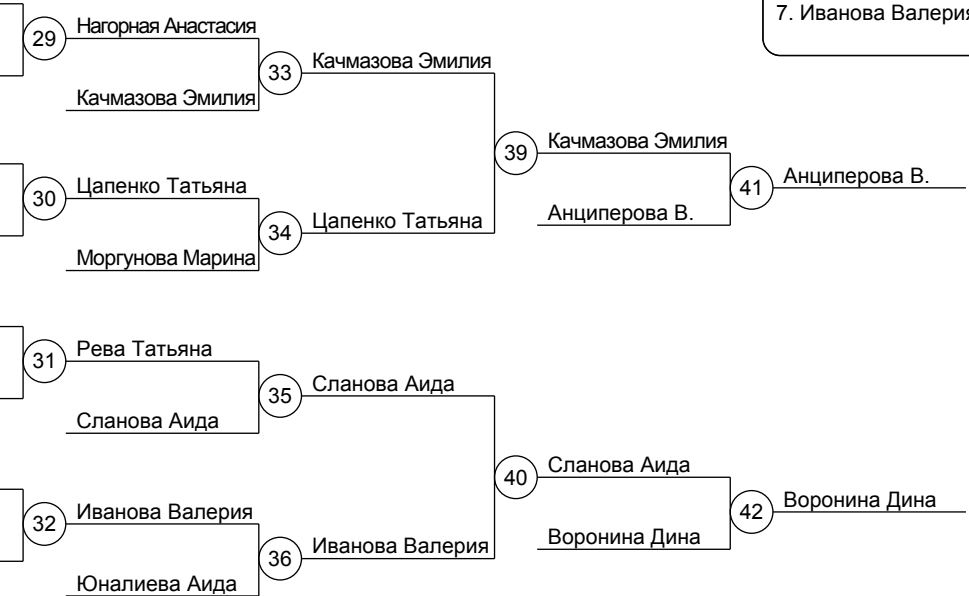 7. Иванова Валерия
29
Нагорная Анастасия
Качмазова Эмилия
33
Качмазова Эмилия
30
Цапенко Татьяна
Моргунова Марина
34
Цапенко Татьяна
39
Качмазова Эмилия
Анциперова В.
41
Анциперова В.
31
Рева Татьяна
Сланова Аида
35
Сланова Аида
32
Иванова Валерия
Юналиева Аида
36
Иванова Валерия
40
Сланова Аида
Воронина Дина
42
Воронина Дина